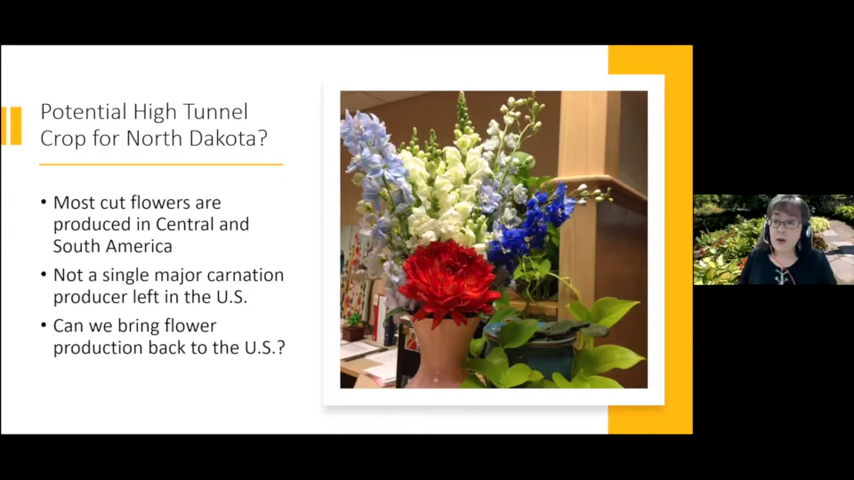 Potential High Tunnel
Crop for North Dakota?
• Most cut flowers are
produced in Central and
South America
• Not a single major carnation
producer left in the U.S.
• Can we bring flower
production back to the U.S.?